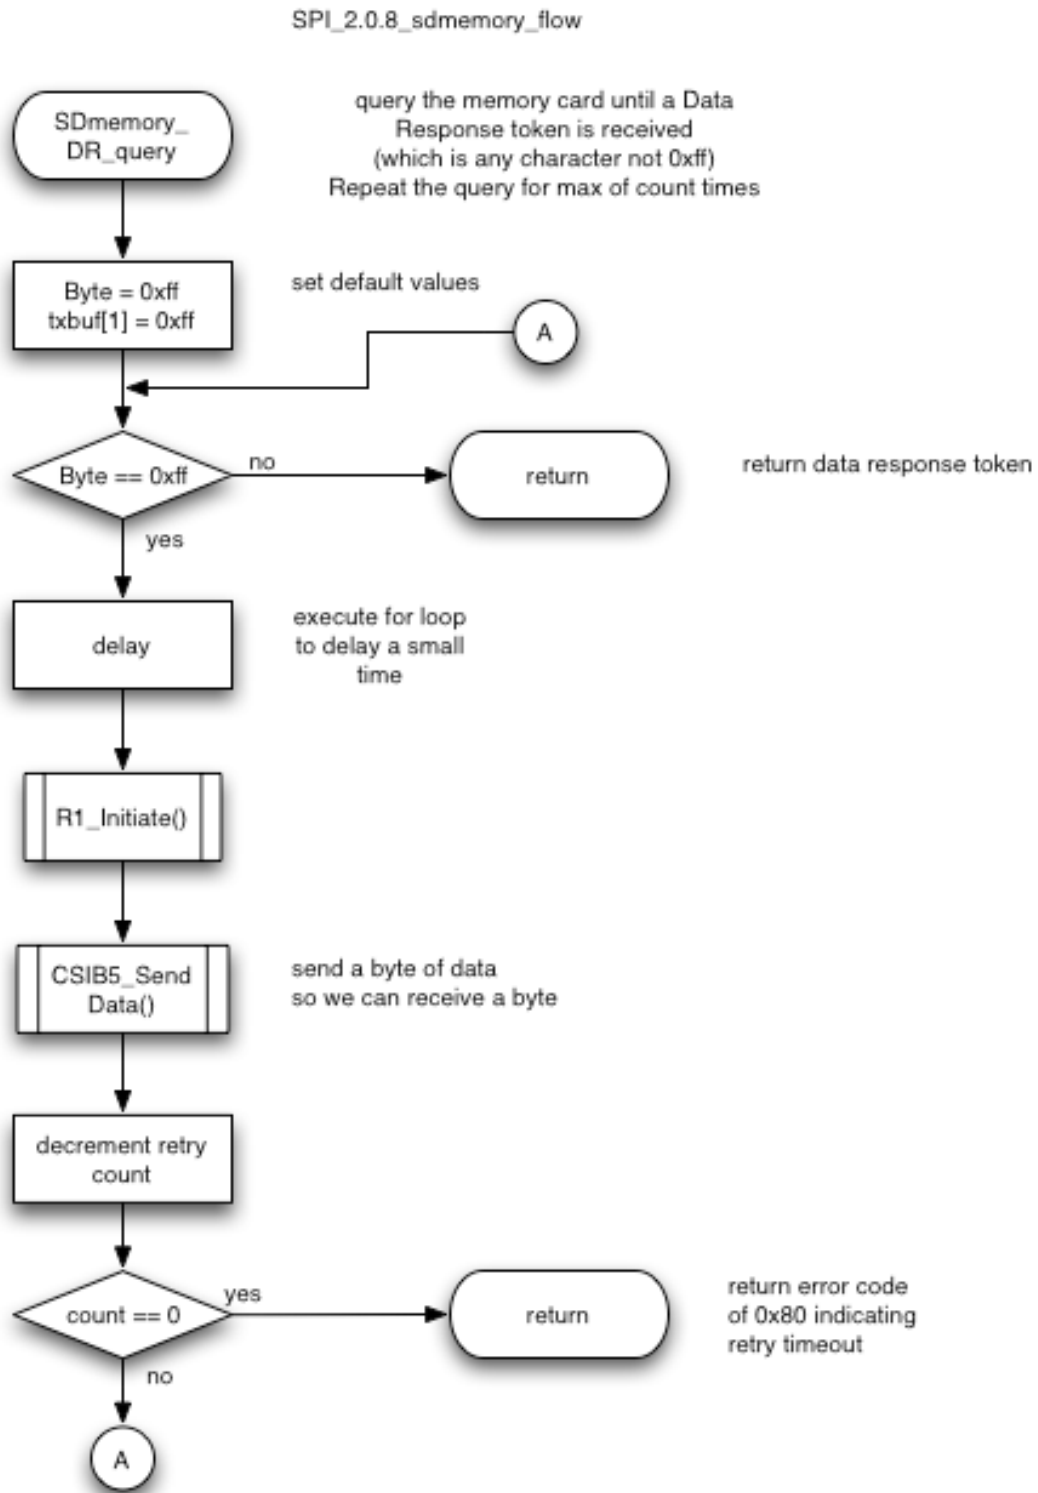 SPI_2.0.8_sdmemory_flow
SDmemory_
DR_query
query the memory card until a Data
Response token is received
(which is any character not 0xff)
Repeat the query for max of count times
Byte = 0xff
txbuf[1] = 0xff
set default values
A
Byte == 0xff
no
return
return data response token
yes
delay
execute for loop
to delay a small
time
R1_Initiate()
CSIB5_Send
Data()
send a byte of data
so we can receive a byte
decrement retry
count
count == 0
yes
return
return error code
of 0x80 indicating
retry timeout
no
A